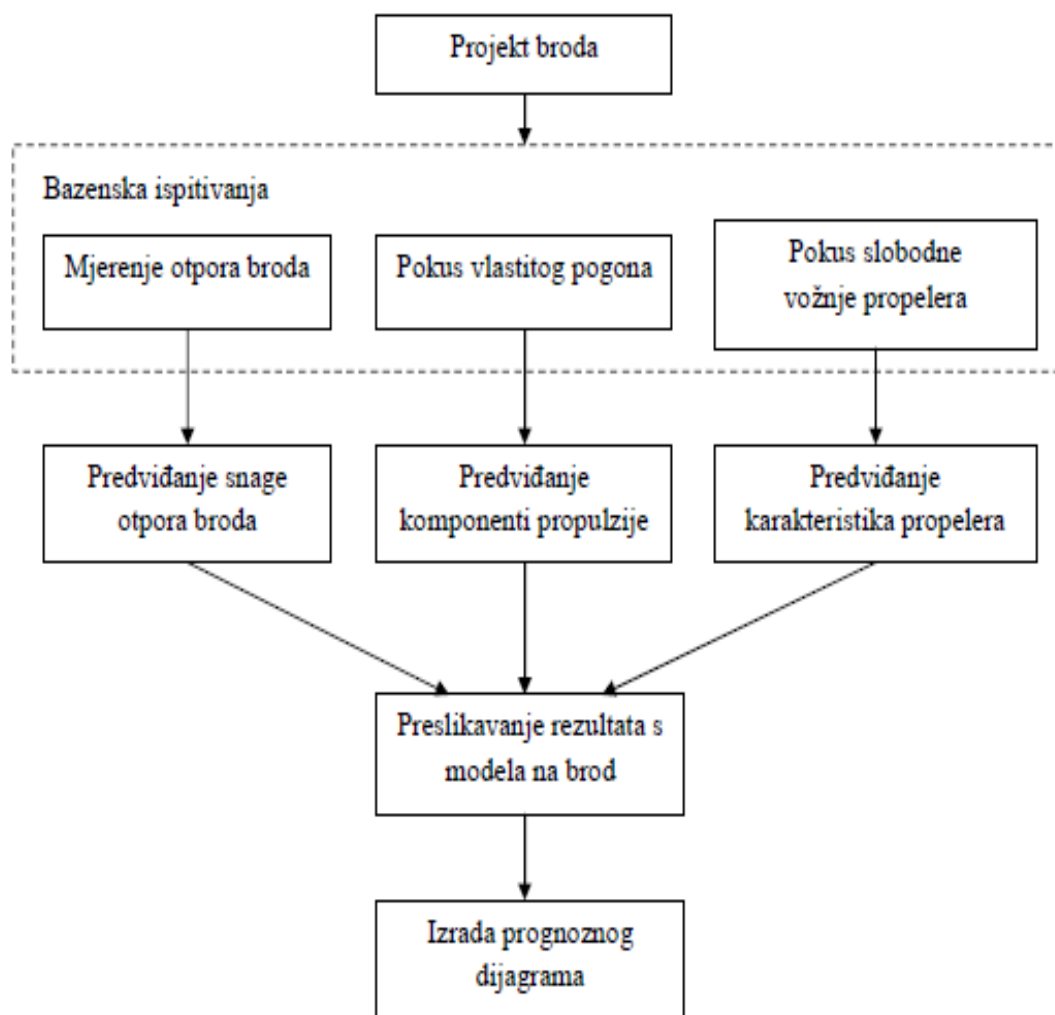 Projekt broda
Bazenska ispitivanja
Mjerenje otpora broda
Pokus vlastitog pogona
Pokus slobodne
vožnje propelera
Predviđanje snage
otpora broda
Predviđanje
komponenti propulzije
Predviđanje
karakteristika propelera
Preslikavanje rezultata s
modela na brod
Izrada prognoznog
dijagrama